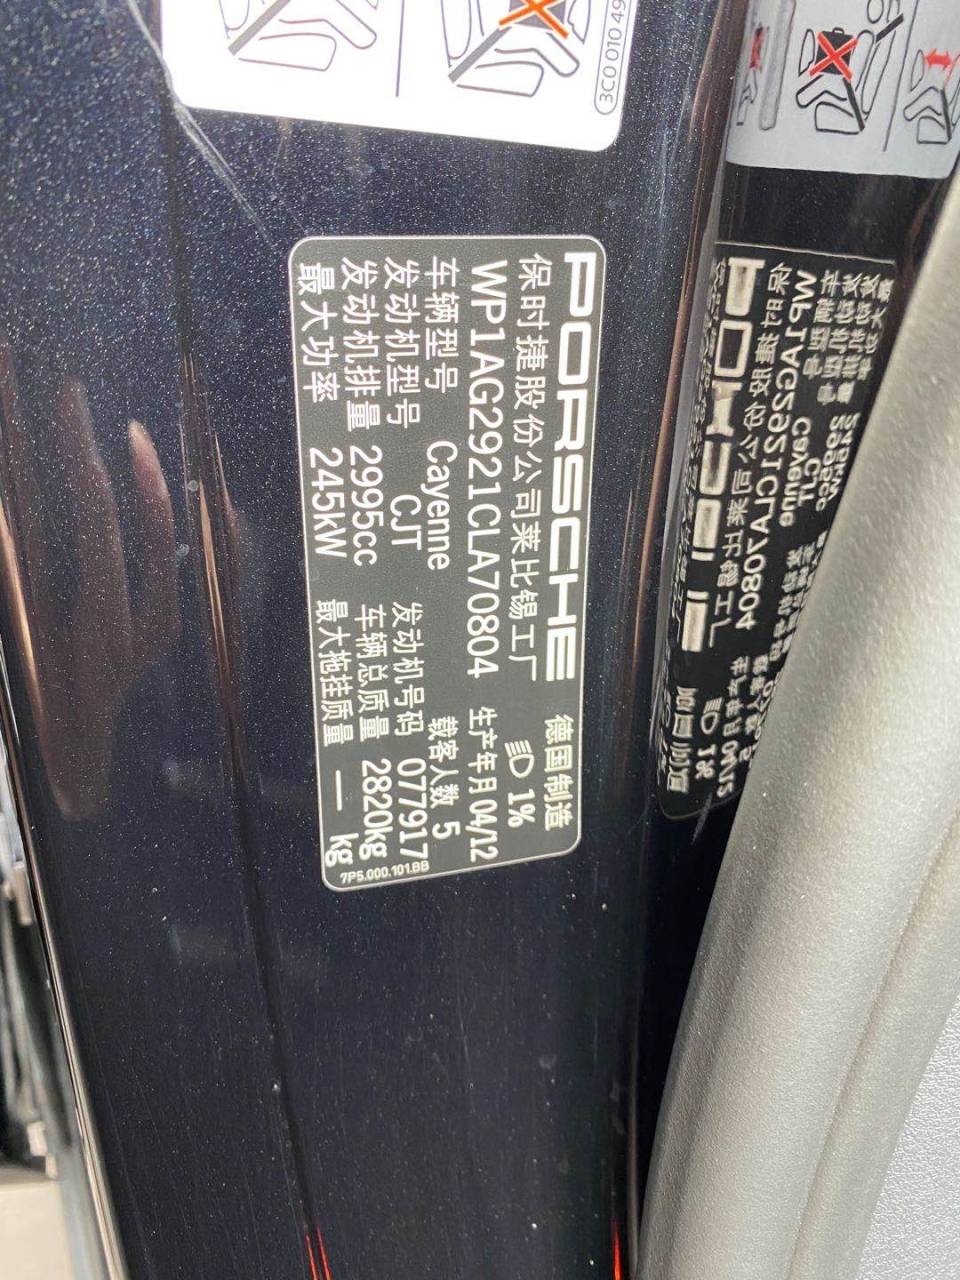 3C0 010 49
PORSCHE 德国制造
保时捷股份公司莱比锡工厂 1%
WP1AG2921CLA70804 生产年月 04/12
车辆型号 Cayenne 载客人数 5
发动机型号 CJT 发动机号码 077917
发动机排量 2995cc 车辆总质量 2820kg
最大功率 245kW 最大拖挂质量 — kg
7P5.000.101.BB